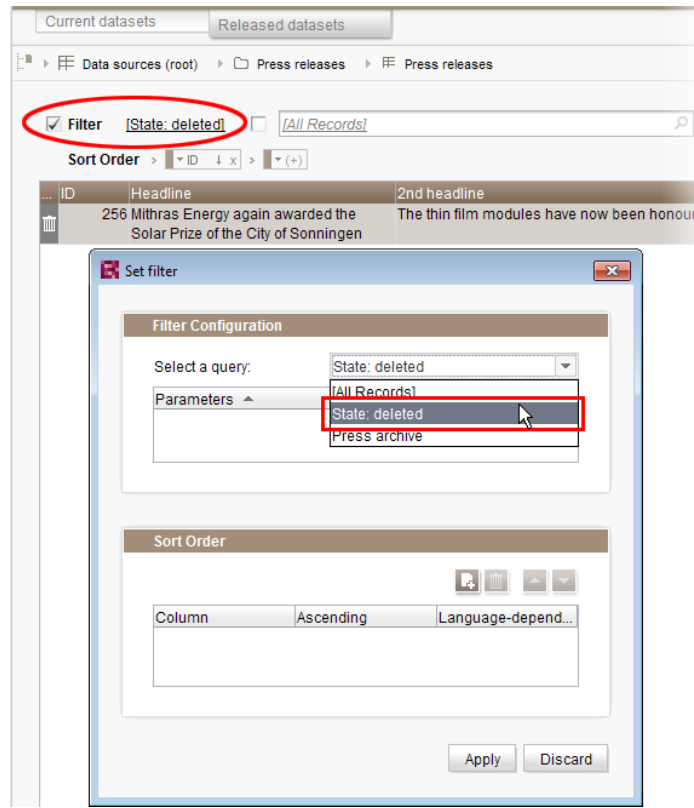 Current datasets Released datasets
Data sources (root) Press releases Press releases
Filter [State: deleted] [All Records]
Sort Order > ID ↓ x > (+)
... ID Headline 2nd headline
256 Mithras Energy again awarded the The thin film modules have now been honou
Solar Prize of the City of Sonningen
Set filter
Filter Configuration
Select a query: State: deleted
Parameters [All Records]
State: deleted
Press archive
Sort Order
Column Ascending Language-depend...
Apply Discard